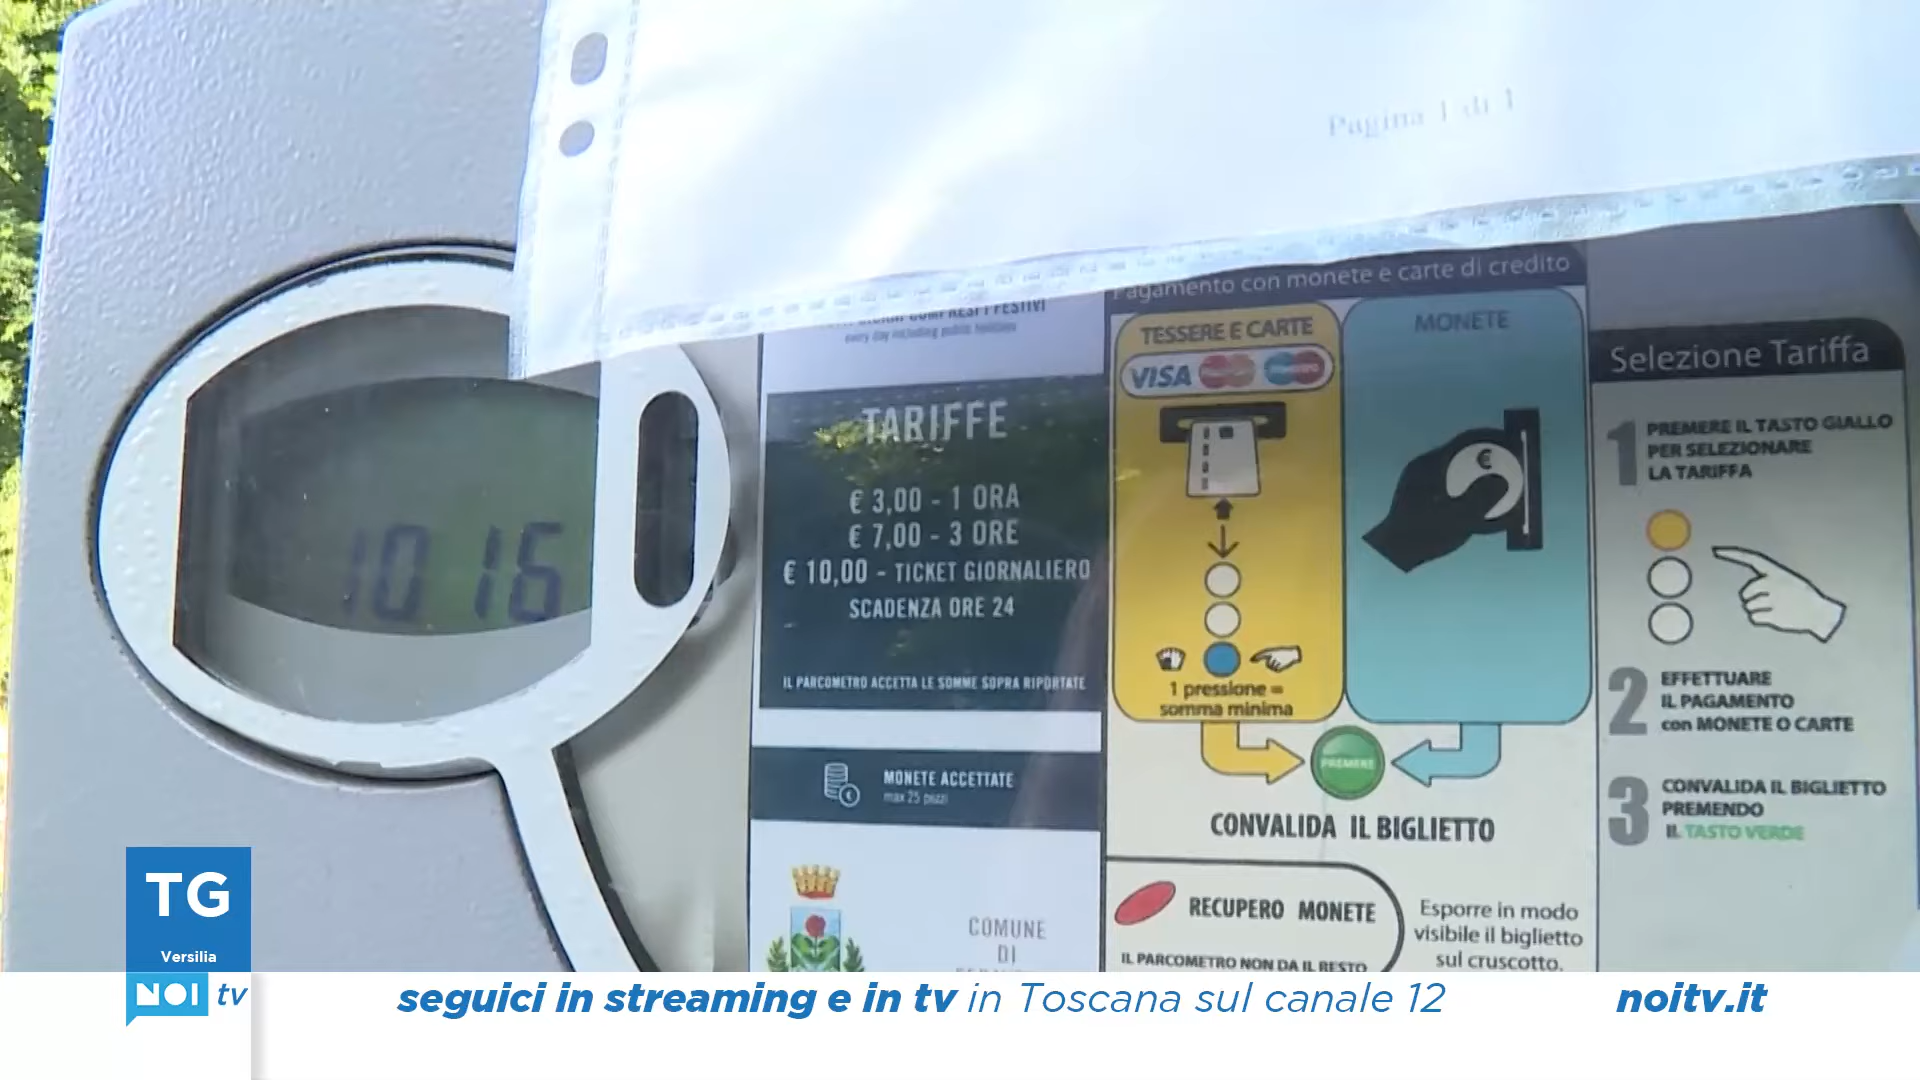 Pagina 1 di 1
Pagamento con monete e carte di credito
COMPRESI I FESTIVI
every day including public holidays
TESSERE E CARTE
MONETE
VISA
Selezione Tariffa
TARIFFE
€ 3,00 - 1 ORA
€ 7,00 - 3 ORE
€ 10,00 - TICKET GIORNALIERO
SCADENZA ORE 24
IL PARCOMETRO ACCETTA LE SOMME SOPRA RIPORTATE
10 16
MONETE ACCETTATE
max 25 pezzi
COMUNE
DI
€
1 pressione =
somma minima
PREMERE
CONVALIDA IL BIGLIETTO
RECUPERO MONETE
IL PARCOMETRO NON DA IL RESTO
Esporre in modo
visibile il biglietto
sul cruscotto.
1 PREMERE IL TASTO GIALLO
PER SELEZIONARE
LA TARIFFA
2 EFFETTUARE
IL PAGAMENTO
con MONETE O CARTE
3 CONVALIDA IL BIGLIETTO
PREMENDO
IL TASTO VERDE
TG
Versilia
NOI tv
seguici in streaming e in tv in Toscana sul canale 12
noitv.it